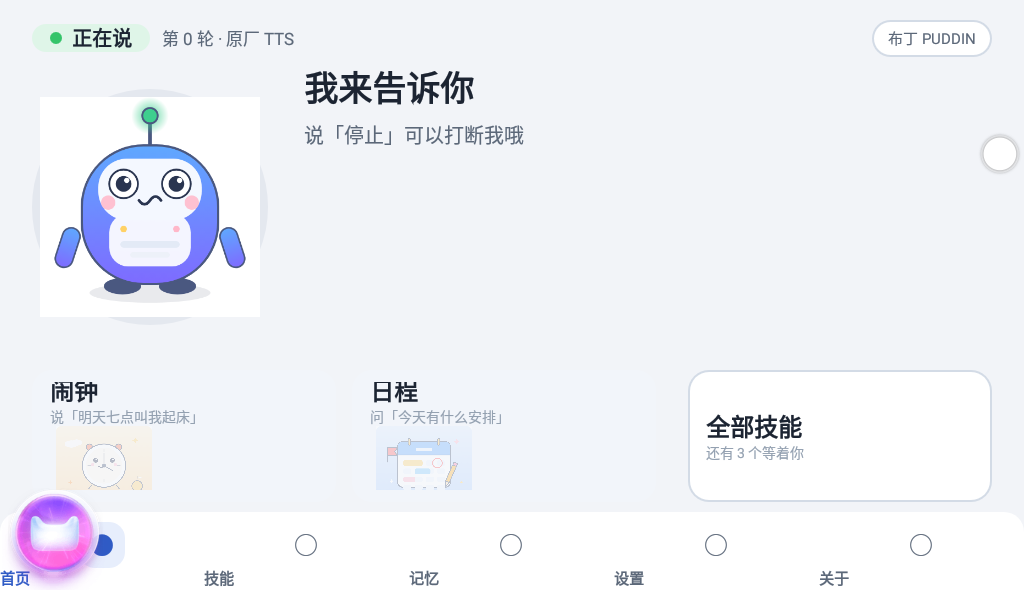 正在说
第 0 轮 · 原厂 TTS
布丁 PUDDIN
我来告诉你
说「停止」可以打断我哦
闹钟
说「明天七点叫我起床」
日程
问「今天有什么安排」
全部技能
还有 3 个等着你
首页
技能
记忆
设置
关于